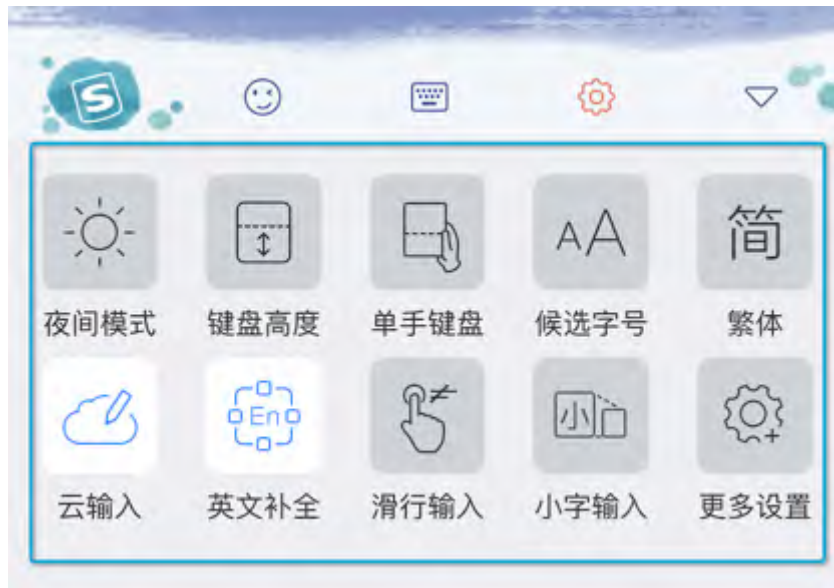 S
AA
简
夜间模式 键盘高度 单手键盘 候选字号 繁体
En
小
云输入 英文补全 滑行输入 小字输入 更多设置